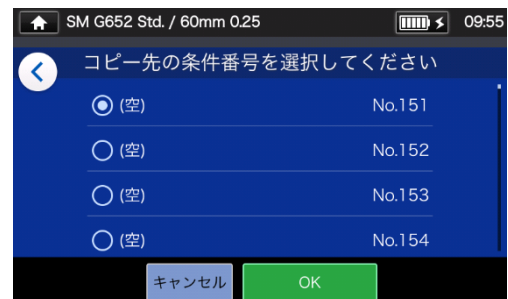 SM G652 Std. / 60mm 0.25 09:55
コピー先の条件番号を選択してください
(空) No.151
(空) No.152
(空) No.153
(空) No.154
キャンセル OK